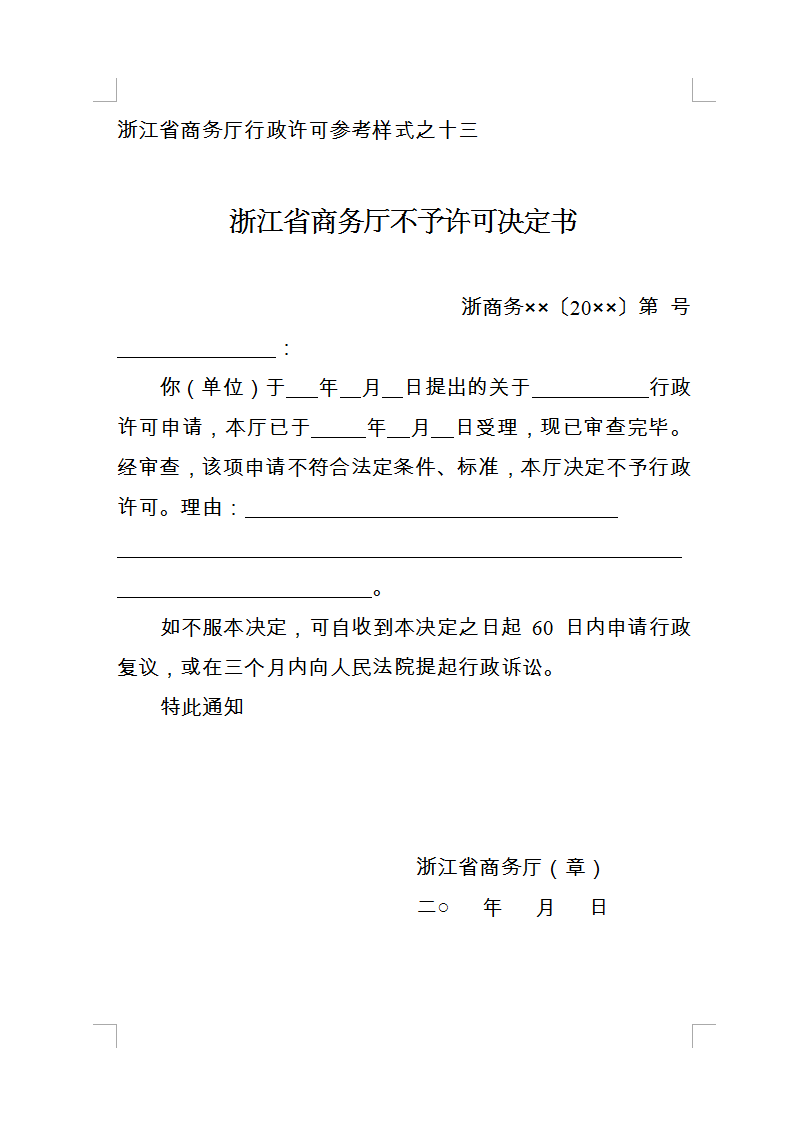 浙江省商务厅行政许可参考样式之十三
浙江省商务厅不予许可决定书
浙商务××〔20××〕第 号
_______________：
你（单位）于___年__月__日提出的关于___________行政
许可申请，本厅已于_____年__月__日受理，现已审查完毕。
经审查，该项申请不符合法定条件、标准，本厅决定不予行政
许可。理由：___________________________________
_____________________________________________________
________________________。
如不服本决定，可自收到本决定之日起 60 日内申请行政
复议，或在三个月内向人民法院提起行政诉讼。
特此通知
浙江省商务厅（章）
二○ 年 月 日